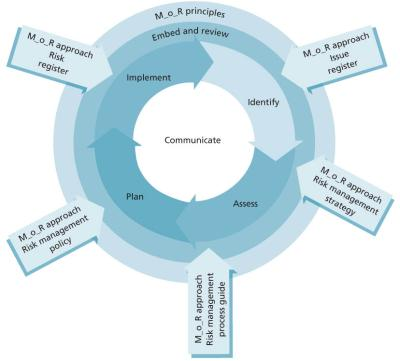 M_o_R principles
Embed and review
M_o_R approach
Risk
register
M_o_R approach
Issue
register
Implement
Identify
Communicate
Plan
Assess
M_o_R approach
Risk management
strategy
M_o_R approach
Risk management
policy
M_o_R approach
Risk management
process guide